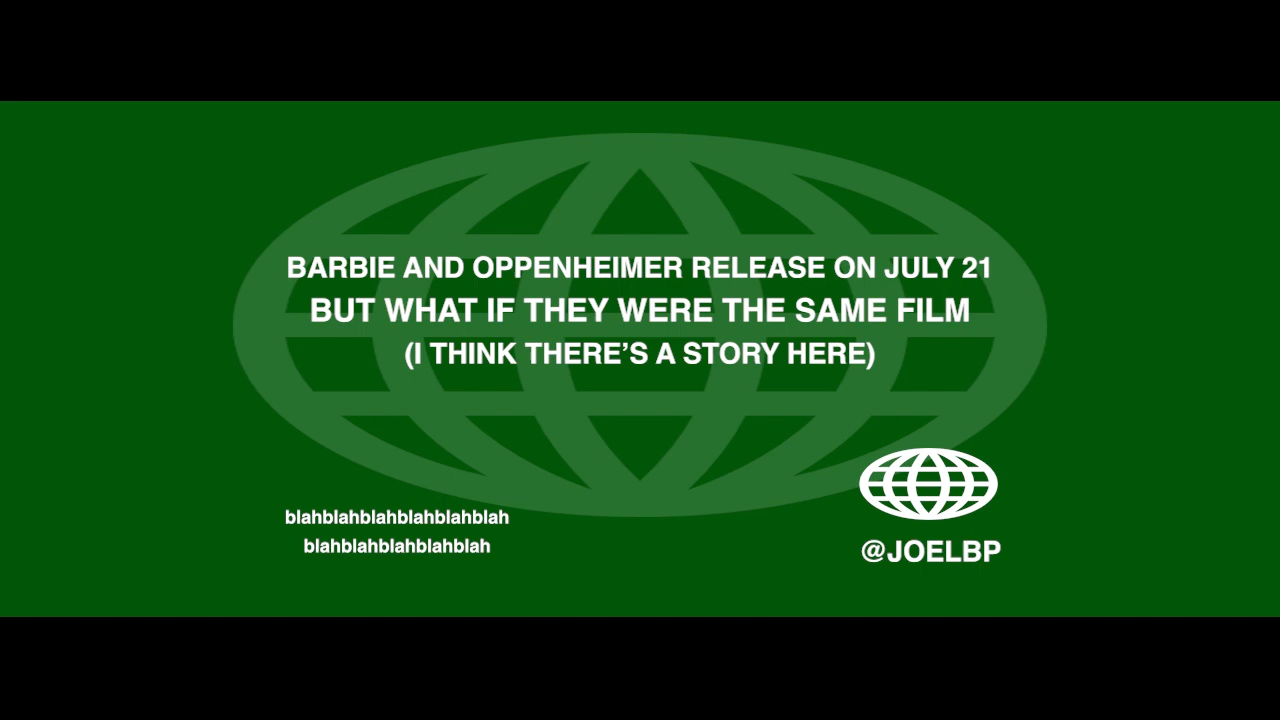 BARBIE AND OPPENHEIMER RELEASE ON JULY 21
BUT WHAT IF THEY WERE THE SAME FILM
(I THINK THERE’S A STORY HERE)
blahblahblahblahblahblah
blahblahblahblahblah
@JOELBP